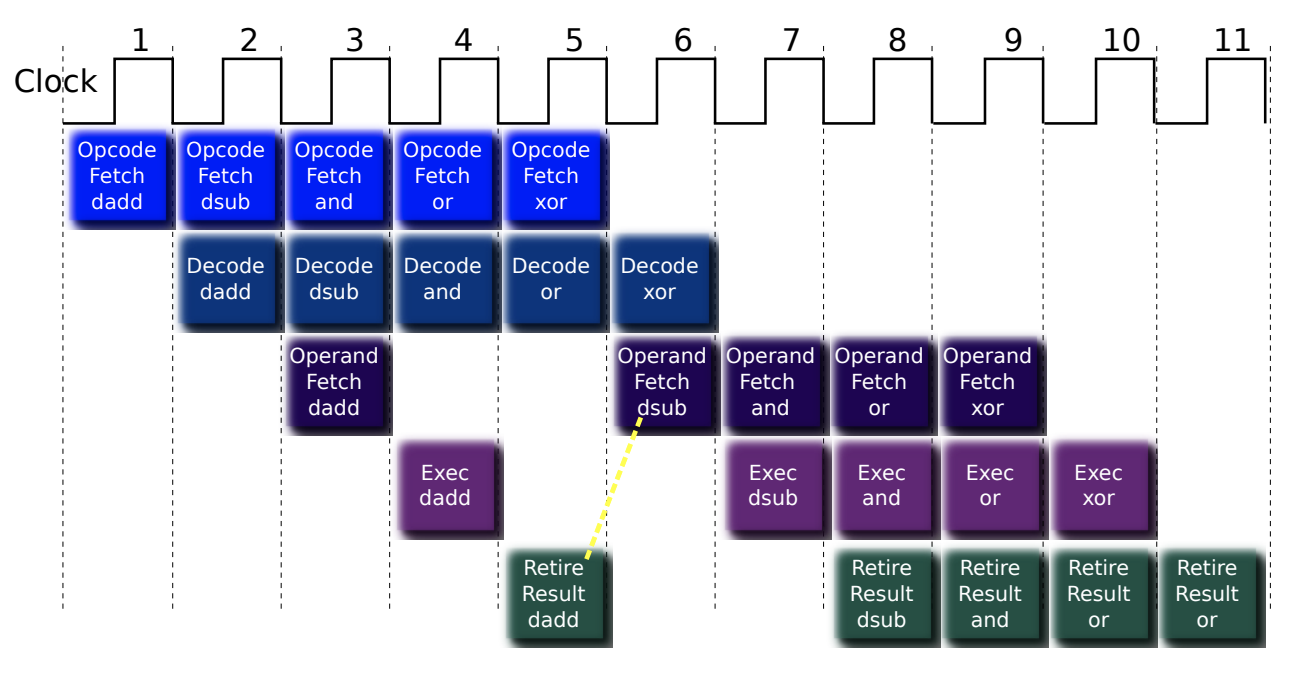 1 2 3 4 5 6 7 8 9 10 11
Clock
Opcode Fetch dadd
Opcode Fetch dsub
Opcode Fetch and
Opcode Fetch or
Opcode Fetch xor
Decode dadd
Decode dsub
Decode and
Decode or
Decode xor
Operand Fetch dadd
Operand Fetch dsub
Operand Fetch and
Operand Fetch or
Operand Fetch xor
Exec dadd
Exec dsub
Exec and
Exec or
Exec xor
Retire Result dadd
Retire Result dsub
Retire Result and
Retire Result or
Retire Result or